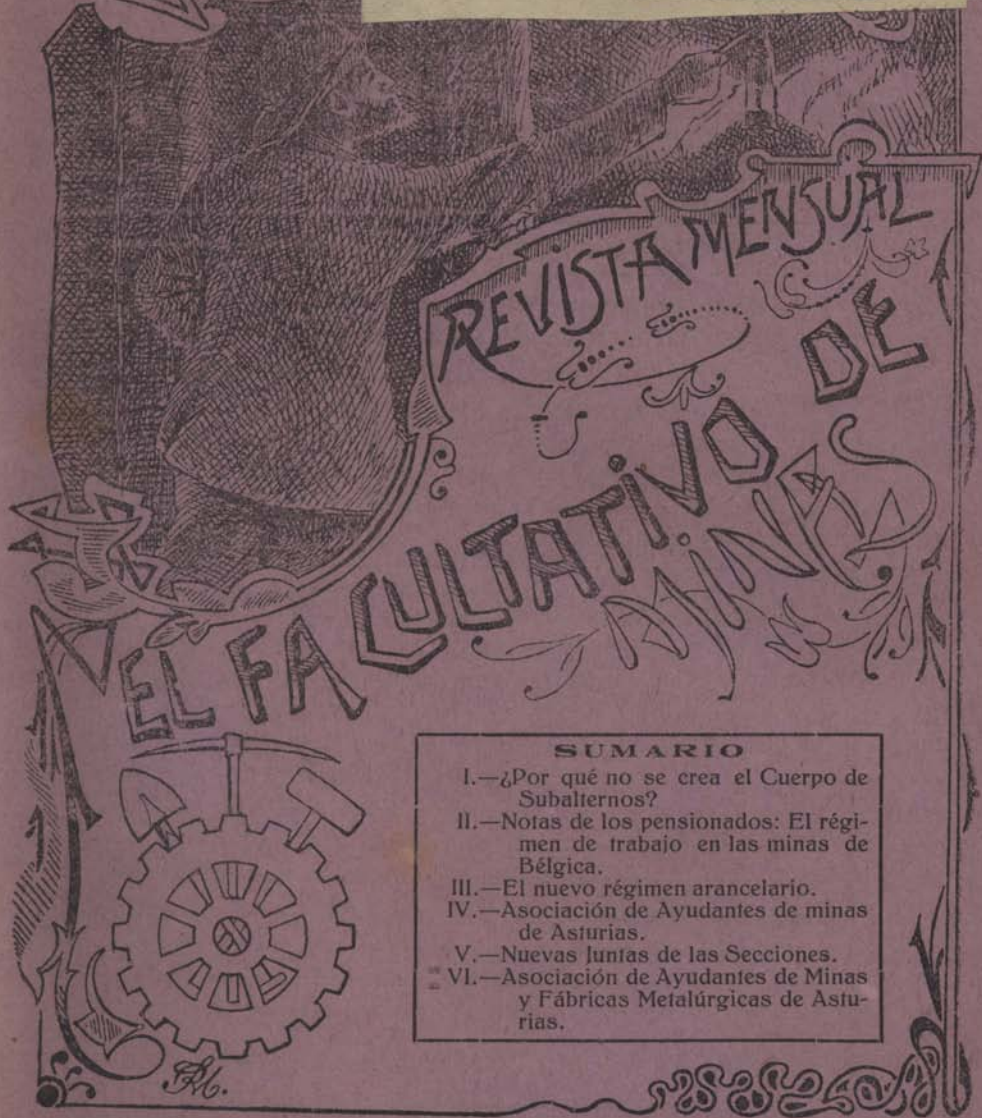 REVISTA MENSUAL
DE
EL FACULTATIVO
MINAS
SUMARIO
I.—¿Por qué no se crea el Cuerpo de
Subalternos?
II.—Notas de los pensionados: El régi-
men de trabajo en las minas de
Bélgica.
III.—El nuevo régimen arancelario.
IV.—Asociación de Ayudantes de minas
de Asturias.
V.—Nuevas Juntas de las Secciones.
VI.—Asociación de Ayudantes de Minas
y Fábricas Metalúrgicas de Astu-
rias.